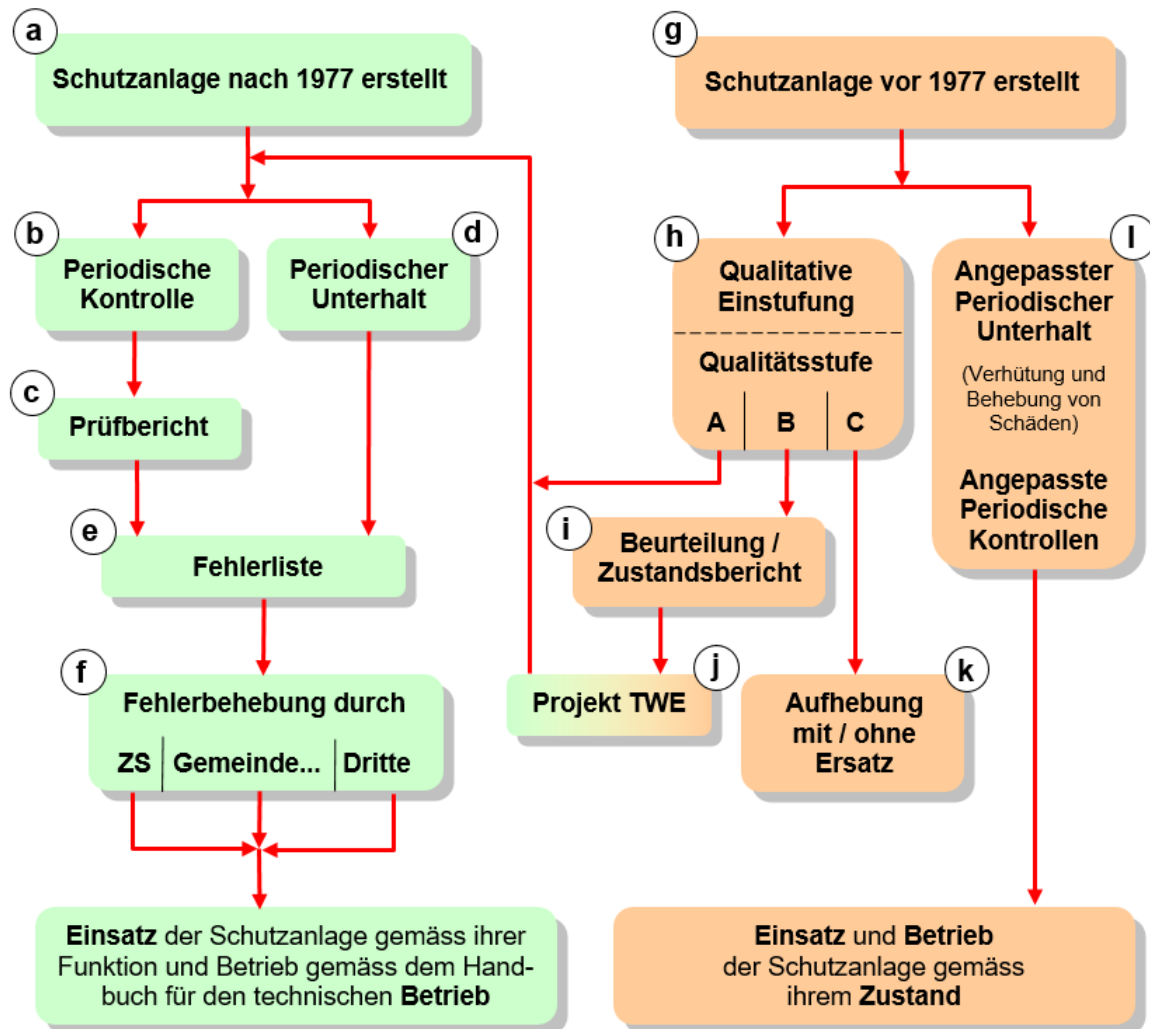 a
Schutzanlage nach 1977 erstellt
g
Schutzanlage vor 1977 erstellt
b
Periodische
Kontrolle
d
Periodischer
Unterhalt
c
Prüfbericht
e
Fehlerliste
f
Fehlerbehebung durch
ZS Gemeinde... Dritte
Einsatz der Schutzanlage gemäss ihrer
Funktion und Betrieb gemäss dem Hand-
buch für den technischen Betrieb
h
Qualitative
Einstufung
Qualitätsstufe
A B C
i
Beurteilung /
Zustandsbericht
j
Projekt TWE
k
Aufhebung
mit / ohne
Ersatz
l
Angepasster
Periodischer
Unterhalt
(Verhütung und
Behebung von
Schäden)
Angepasste
Periodische
Kontrollen
Einsatz und Betrieb
der Schutzanlage gemäss
ihrem Zustand